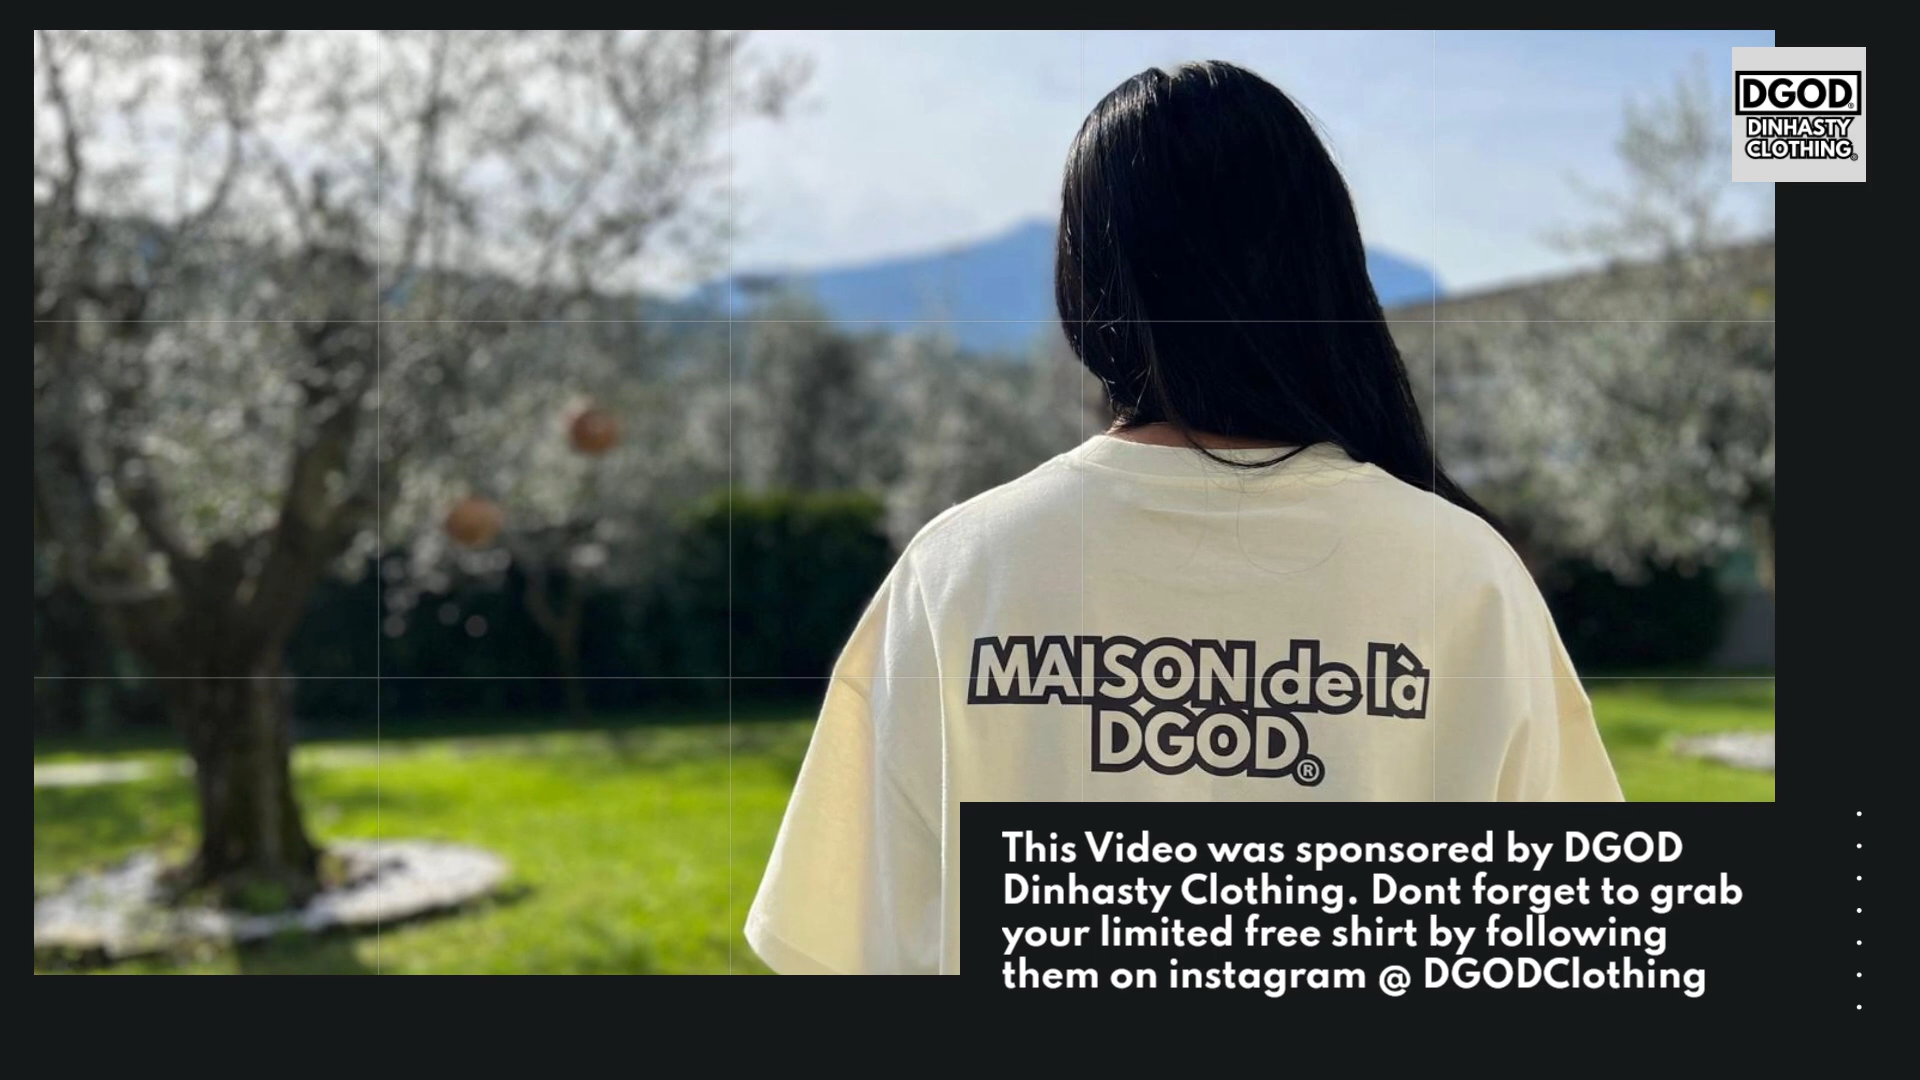 DGOD®
DINHASTY
CLOTHING®
MAISON de là
DGOD®
This Video was sponsored by DGOD
Dinhasty Clothing. Dont forget to grab
your limited free shirt by following
them on instagram @ DGODClothing